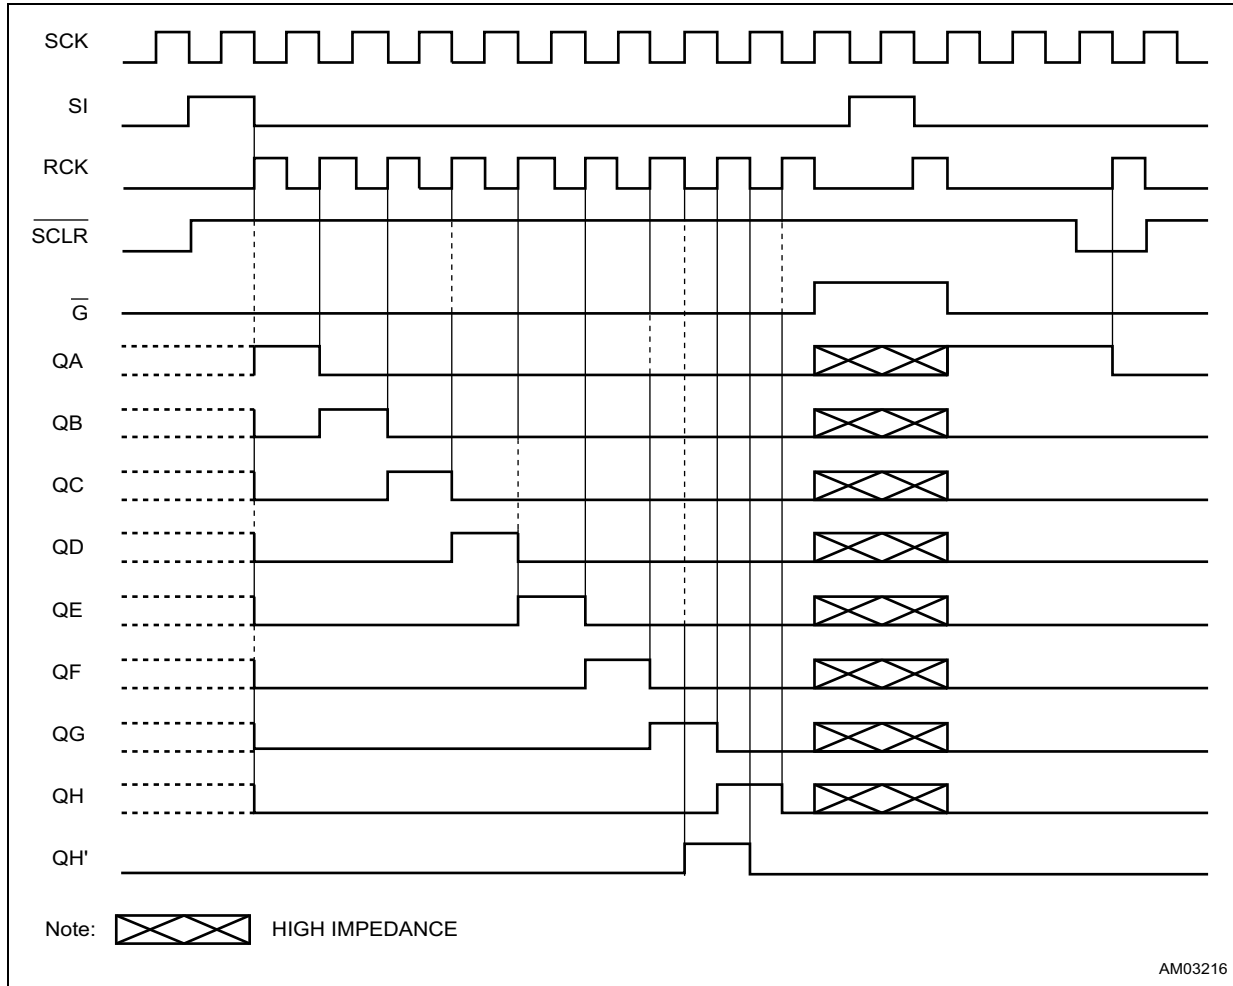 SCK
SI
RCK
SCLR
G
QA
QB
QC
QD
QE
QF
QG
QH
QH'
Note: HIGH IMPEDANCE
AM03216